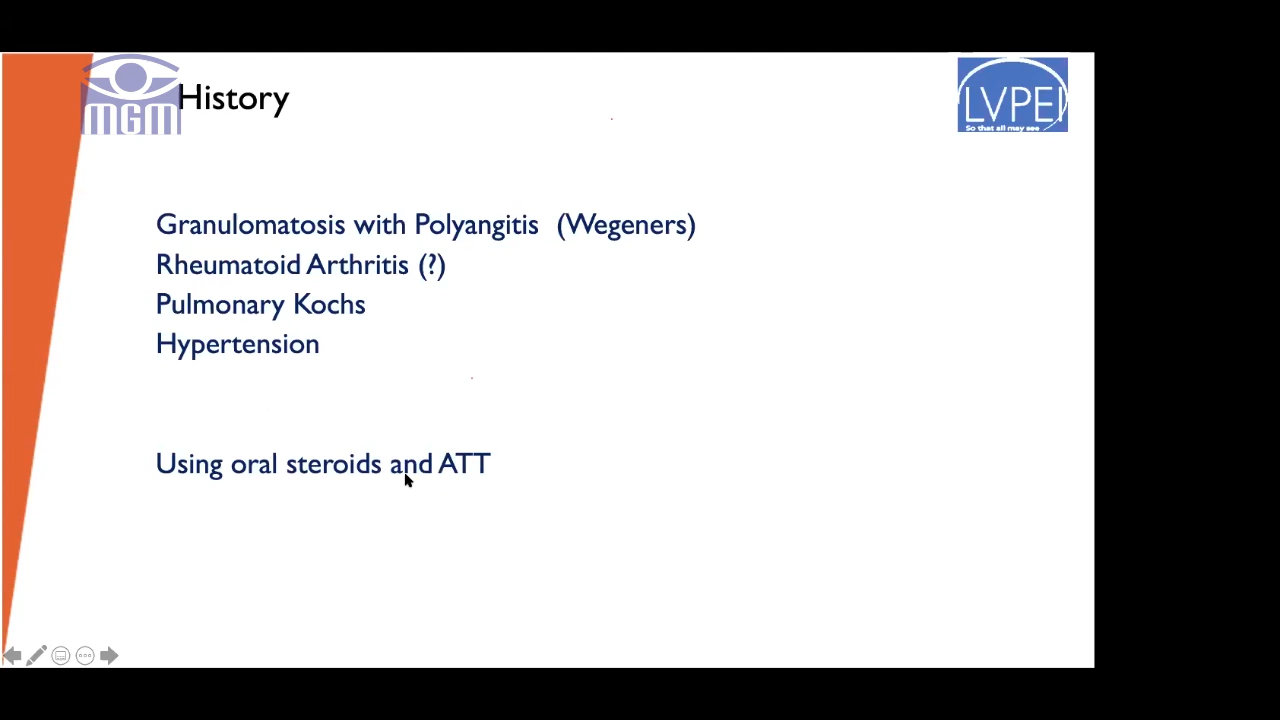 MGM
History
LVPEI
So that all may see
Granulomatosis with Polyangitis (Wegeners)
Rheumatoid Arthritis (?)
Pulmonary Kochs
Hypertension
Using oral steroids and ATT